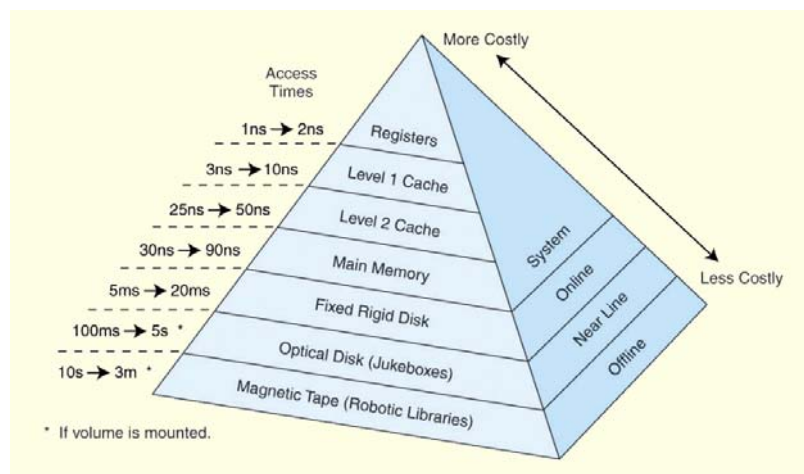 More Costly
Access
Times
1ns → 2ns
Registers
3ns → 10ns
Level 1 Cache
25ns → 50ns
Level 2 Cache
30ns → 90ns
Main Memory
5ms → 20ms
Fixed Rigid Disk
100ms → 5s *
Optical Disk (Jukeboxes)
10s → 3m *
Magnetic Tape (Robotic Libraries)
System
Online
Near Line
Offline
Less Costly
* If volume is mounted.